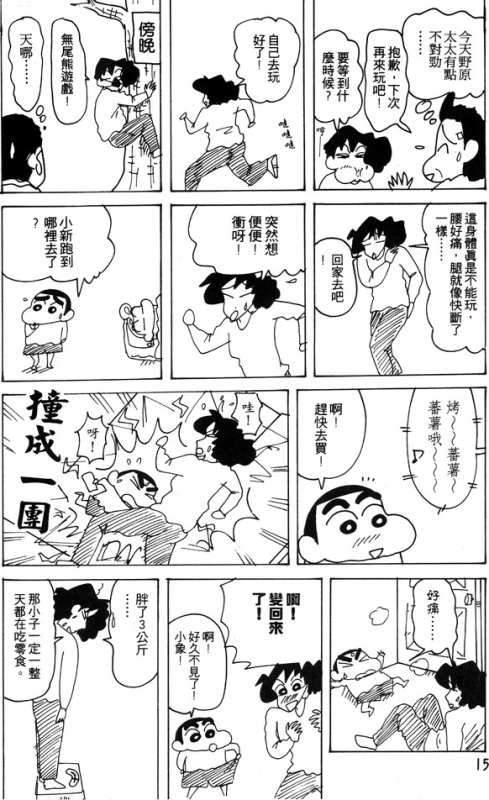 今天野原
太太有點
不對勁
抱歉，下次
再來玩吧！
要等到什
麼時候？
自己去玩
好了！
哇哇哇
傍晚
無尾熊遊戲！
天哪……
這身體真是不能玩，
腰好痛，腿就像快斷了
一樣……
回家去吧
！
突然想
便便！
衝呀！
小新跑到
哪裡去了
？
烤～～蕃薯～
蕃薯哦～～～
啊！
趕快去買！
哇！
呀！
撞成一團
好痛……
啊！
變回來
了！
啊！
好久不見了！
小象！
胖了3公斤
……
那小子一定一整
天都在吃零食。
15